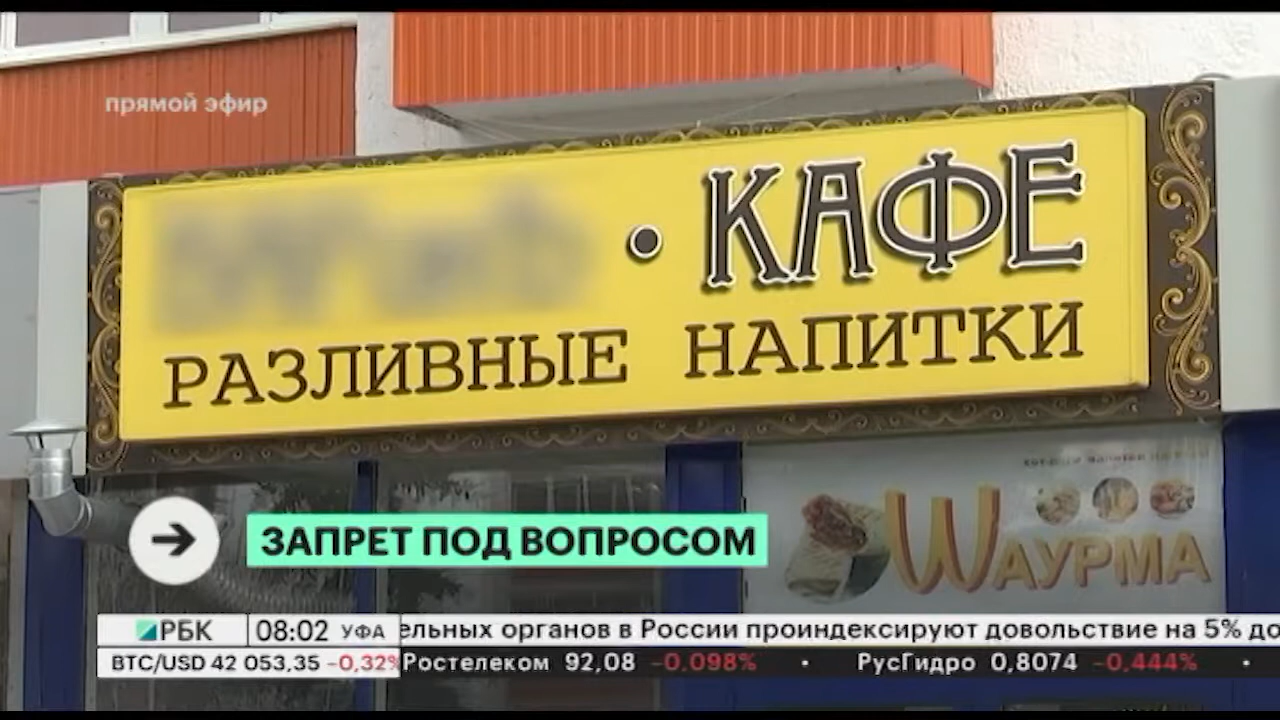 прямой эфир
• КАФЕ
РАЗЛИВНЫЕ НАПИТКИ
ШАУРМА
ЗАПРЕТ ПОД ВОПРОСОМ
РБК 08:02 УФА ельных органов в России проиндексируют довольствие на 5% до
BTC/USD 42 053,35 -0,32% Ростелеком 92,08 -0,098% • РусГидро 0,8074 -0,444% •